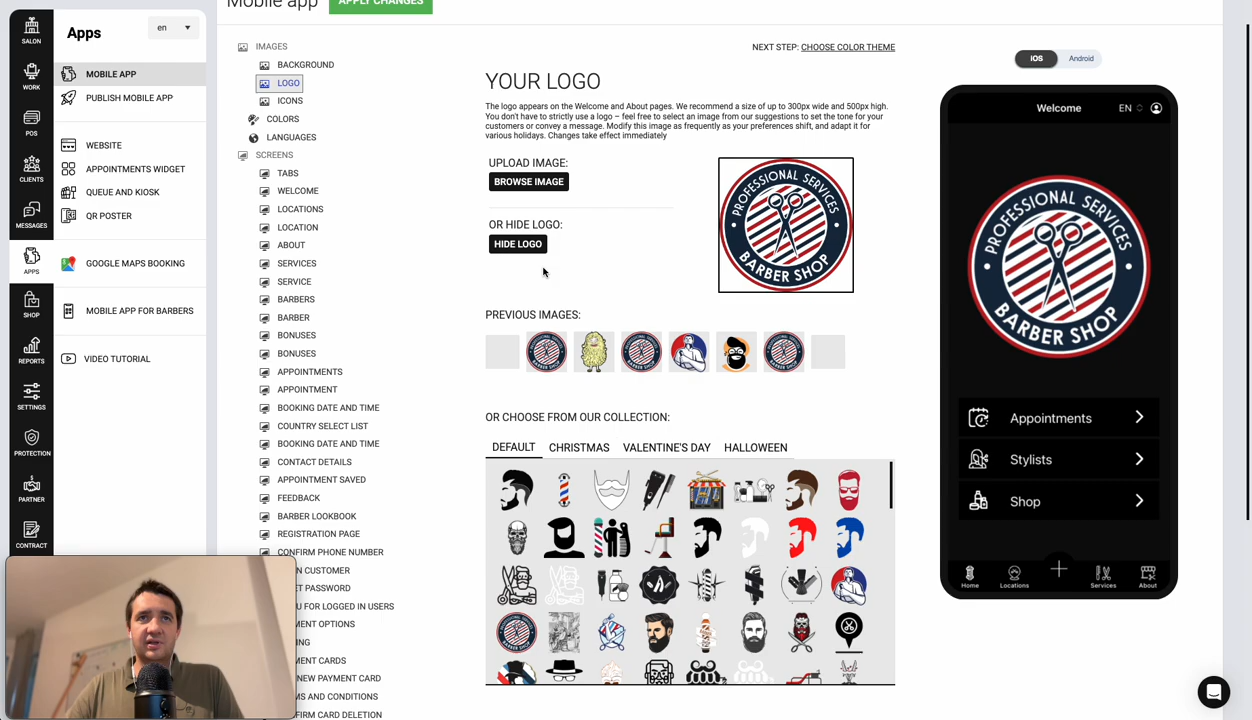 SALON
WORK
POS
CLIENTS
MESSAGES
APPS
SHOP
REPORTS
SETTINGS
PROTECTION
PARTNER
CONTRACT
Apps
en
MOBILE APP
PUBLISH MOBILE APP
WEBSITE
APPOINTMENTS WIDGET
QUEUE AND KIOSK
QR POSTER
GOOGLE MAPS BOOKING
MOBILE APP FOR BARBERS
VIDEO TUTORIAL
Mobile app
APPLY CHANGES
IMAGES
BACKGROUND
LOGO
ICONS
COLORS
LANGUAGES
SCREENS
TABS
WELCOME
LOCATIONS
LOCATION
ABOUT
SERVICES
SERVICE
BARBERS
BARBER
BONUSES
BONUSES
APPOINTMENTS
APPOINTMENT
BOOKING DATE AND TIME
COUNTRY SELECT LIST
BOOKING DATE AND TIME
CONTACT DETAILS
APPOINTMENT SAVED
FEEDBACK
BARBER LOOKBOOK
REGISTRATION PAGE
CONFIRM PHONE NUMBER
N CUSTOMER
ET PASSWORD
U FOR LOGGED IN USERS
MENT OPTIONS
ING
MENT CARDS
NEW PAYMENT CARD
MS AND CONDITIONS
FIRM CARD DELETION
NEXT STEP: CHOOSE COLOR THEME
YOUR LOGO
The logo appears on the Welcome and About pages. We recommend a size of up to 300px wide and 500px high.
You don't have to strictly use a logo – feel free to select an image from our suggestions to set the tone for your
customers or convey a message. Modify this image as frequently as your preferences shift, and adapt it for
various holidays. Changes take effect immediately
UPLOAD IMAGE:
BROWSE IMAGE
OR HIDE LOGO:
HIDE LOGO
PROFESSIONAL SERVICES
BARBER SHOP
PREVIOUS IMAGES:
OR CHOOSE FROM OUR COLLECTION:
DEFAULT CHRISTMAS VALENTINE'S DAY HALLOWEEN
iOS Android
Welcome EN
PROFESSIONAL SERVICES
BARBER SHOP
Appointments
Stylists
Shop
Home Locations Services About